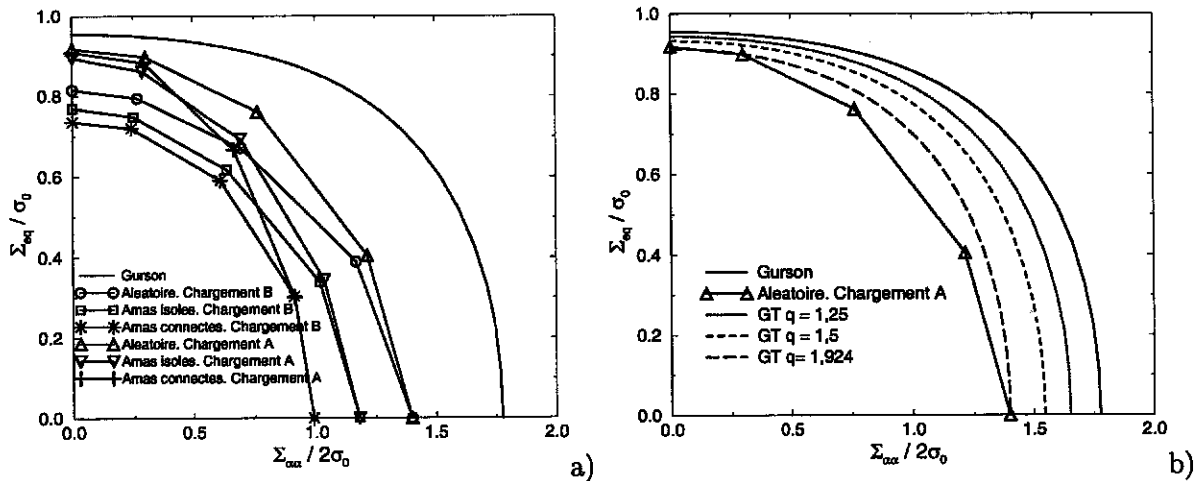 1.0
0.8
0.6
0.4
0.2
0.0
Σeq / σ0
Gurson
Aleatoire. Chargement B
Amas isoles. Chargement B
Amas connectes. Chargement B
Aleatoire. Chargement A
Amas isoles. Chargement A
Amas connectes. Chargement A
0.0
0.5
1.0
1.5
2.0
Σαα / 2σ0
a)
1.0
0.8
0.6
0.4
0.2
0.0
Σeq / σ0
Gurson
Aleatoire. Chargement A
GT q = 1,25
GT q = 1,5
GT q= 1,924
0.0
0.5
1.0
1.5
2.0
Σαα / 2σ0
b)